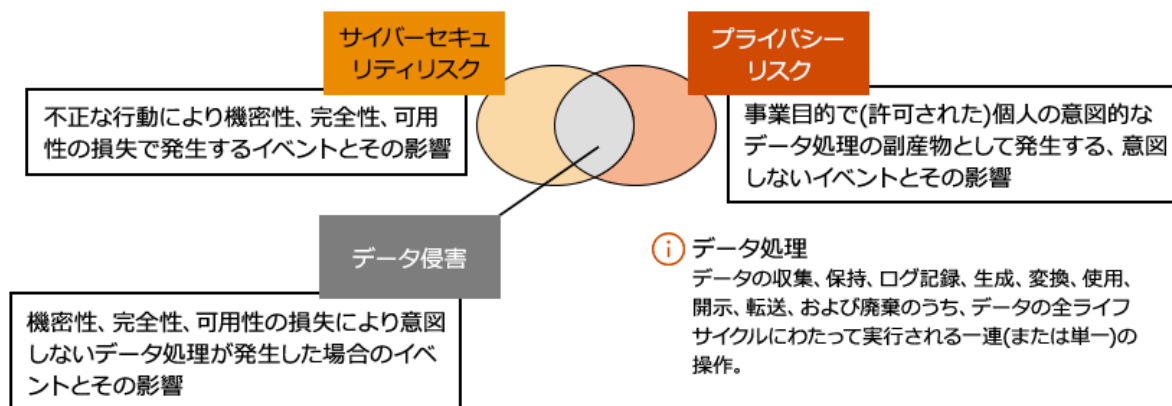 サイバーセキュ
リティリスク
不正な行動により機密性、完全性、可用
性の損失で発生するイベントとその影響
プライバシー
リスク
事業目的で(許可された)個人の意図的な
データ処理の副産物として発生する、意図
しないイベントとその影響
データ侵害
機密性、完全性、可用性の損失により意図
しないデータ処理が発生した場合のイベ
ントとその影響
データ処理
データの収集、保持、ログ記録、生成、変換、使用、
開示、転送、および廃棄のうち、データの全ライフ
サイクルにわたって実行される一連(または単一)の
操作。